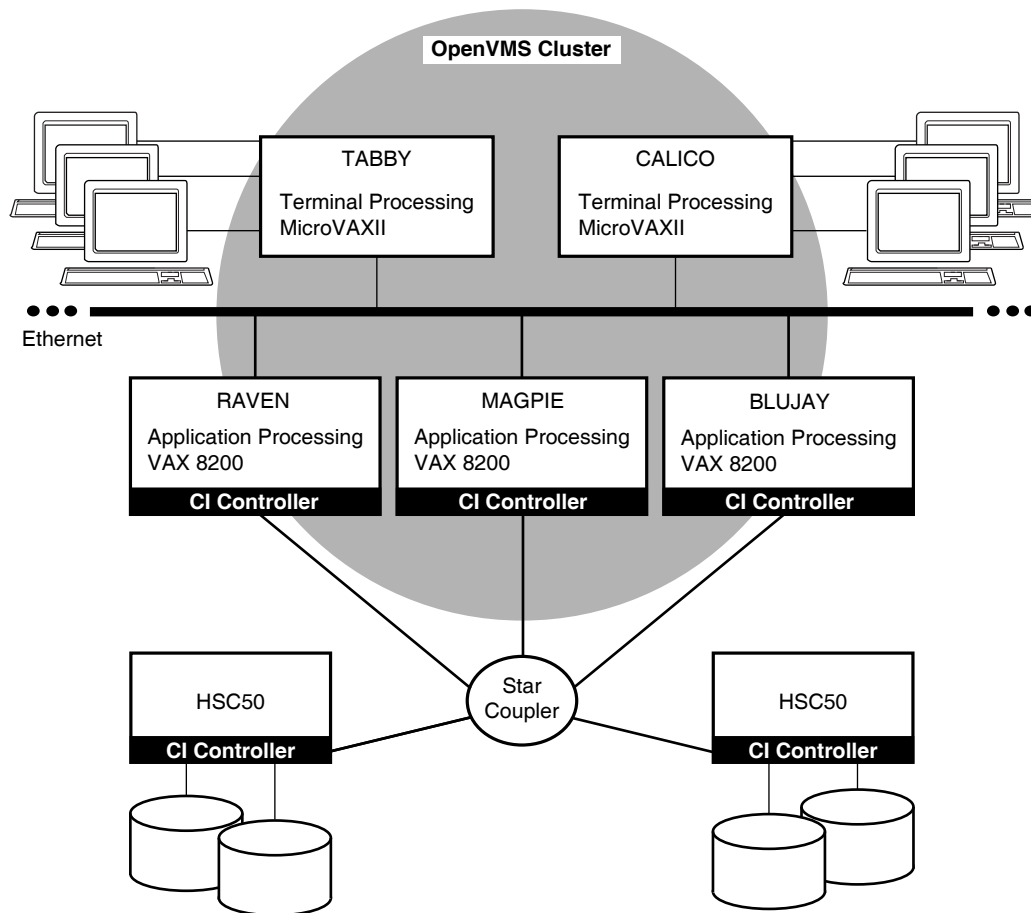 OpenVMS Cluster
TABBY
Terminal Processing
MicroVAXII
CALICO
Terminal Processing
MicroVAXII
Ethernet
RAVEN
Application Processing
VAX 8200
CI Controller
MAGPIE
Application Processing
VAX 8200
CI Controller
BLUJAY
Application Processing
VAX 8200
CI Controller
Star
Coupler
HSC50
CI Controller
HSC50
CI Controller